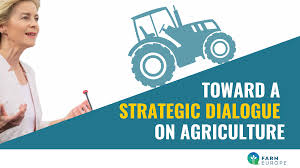 TOWARD A
STRATEGIC DIALOGUE
ON AGRICULTURE
FARM
EUROPE